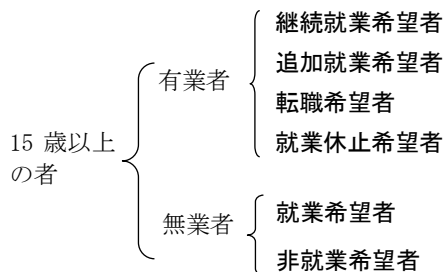 15 歳以上
の者
有業者
継続就業希望者
追加就業希望者
転職希望者
就業休止希望者
無業者
就業希望者
非就業希望者